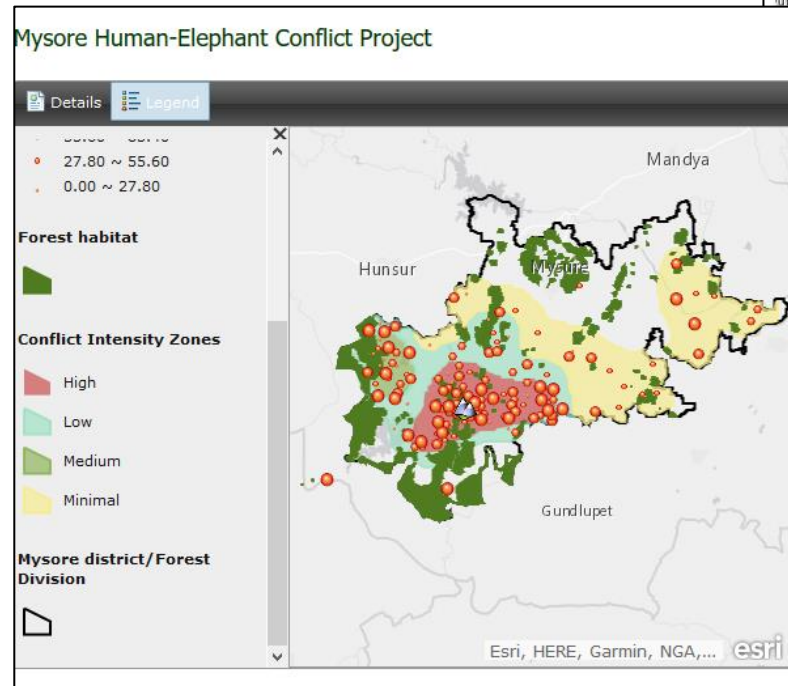 Mysore Human-Elephant Conflict Project
Details
Legend
27.80 ~ 55.60
0.00 ~ 27.80
Forest habitat
Conflict Intensity Zones
High
Low
Medium
Minimal
Mysore district/Forest
Division
Mandya
Hunsur
Mysure
Gundlupet
Esri, HERE, Garmin, NGA,...
esri